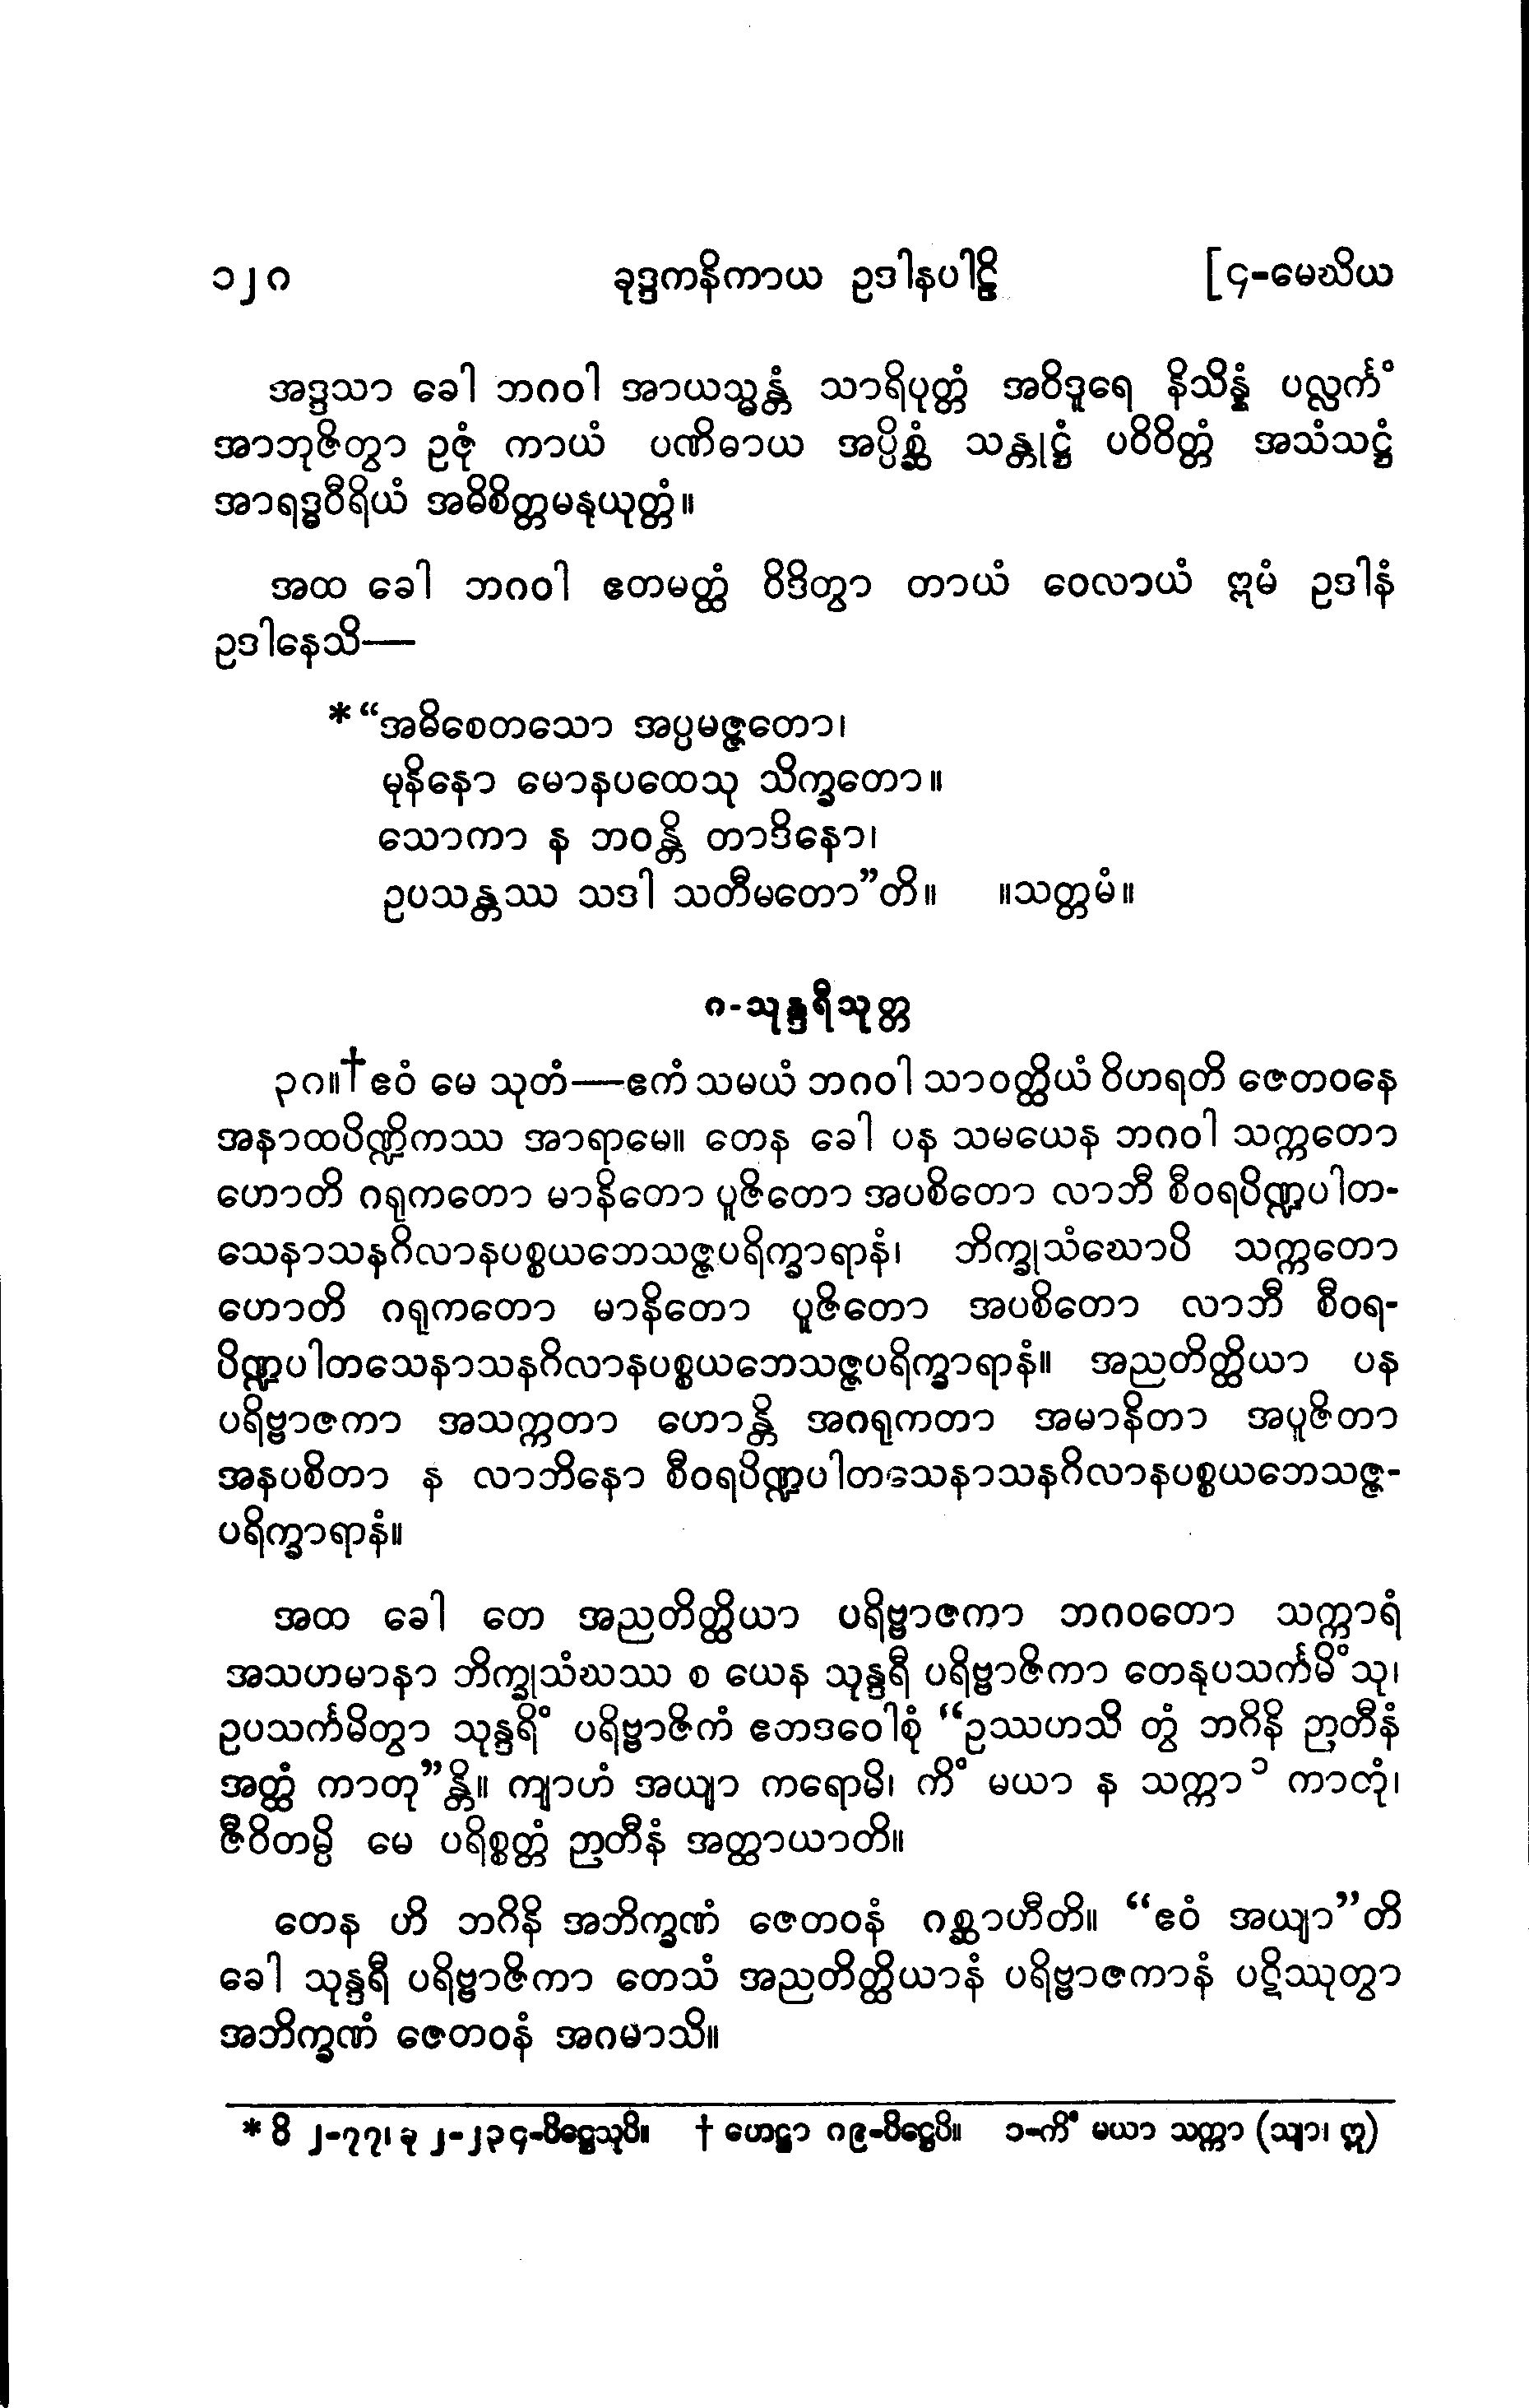 ၁၂၈ ခုဒ္ဒကနိကာယ ဥဒါနပါဠိ [၄-မေဃိယ
အဒ္ဒသာ ခေါ ဘဂဝါ အာယသ္မန္တံ သာရိပုတ္တံ အဝိဒူရေ နိသိန္နံ ပလ္လင်္ကံ
အာဘုဇိတွာ ဥဇုံ ကာယံ ပဏိဓာယ အပ္ပိစ္ဆံ သန္တုဋ္ဌံ ပဝိဝိတ္တံ အသံသဋ္ဌံ
အာရဒ္ဓဝီရိယံ အဓိစိတ္တမနုယုတ္တံ။
အထ ခေါ ဘဂဝါ ဧတမတ္ထံ ဝိဒိတွာ တာယံ ဝေလာယံ ဣမံ ဥဒါနံ
ဥဒါနေသိ—
*“အဓိစေတသော အပ္ပမဇ္ဇတော၊
မုနိနော မောနပထေသု သိက္ခတော။
သောကာ န ဘဝန္တိ တာဒိနော၊
ဥပသန္တဿ သဒါ သတီမတော”တိ။ ။သတ္တမံ။
၈-သုန္ဒရီသုတ္တ
၃၈။†ဧဝံ မေ သုတံ—ဧကံ သမယံ ဘဂဝါ သာဝတ္ထိယံ ဝိဟရတိ ဇေတဝနေ
အနာထပိဏ္ဍိကဿ အာရာမေ။ တေန ခေါ ပန သမယေန ဘဂဝါ သက္ကတော
ဟောတိ ဂရုကတော မာနိတော ပူဇိတော အပစိတော လာဘီ စီဝရပိဏ္ဍပါတ-
သေနာသနဂိလာနပစ္စယဘေသဇ္ဇပရိက္ခာရာနံ၊ ဘိက္ခုသံဃောပိ သက္ကတော
ဟောတိ ဂရုကတော မာနိတော ပူဇိတော အပစိတော လာဘီ စီဝရ-
ပိဏ္ဍပါတသေနာသနဂိလာနပစ္စယဘေသဇ္ဇပရိက္ခာရာနံ။ အညတိတ္ထိယာ ပန
ပရိဗ္ဗာဇကာ အသက္ကတာ ဟောန္တိ အဂရုကတာ အမာနိတာ အပူဇိတာ
အနပစိတာ န လာဘိနော စီဝရပိဏ္ဍပါတသေနာသနဂိလာနပစ္စယဘေသဇ္ဇ-
ပရိက္ခာရာနံ။
အထ ခေါ တေ အညတိတ္ထိယာ ပရိဗ္ဗာဇကာ ဘဂဝတော သက္ကာရံ
အသဟမာနာ ဘိက္ခုသံဃဿ စ ယေန သုန္ဒရီ ပရိဗ္ဗာဇိကာ တေနုပသင်္ကမိံသု၊
ဥပသင်္ကမိတွာ သုန္ဒရိံ ပရိဗ္ဗာဇိကံ ဧတဒဝေါစုံ “ဥဿဟသိ တွံ ဘဂိနိ ဉာတီနံ
အတ္ထံ ကာတု”န္တိ။ ကျာဟံ အယျာ ကရောမိ၊ ကိံ မယာ န သက္ကာ ၁ ကာတုံ၊
ဇီဝိတမ္ပိ မေ ပရိစ္စတ္တံ ဉာတီနံ အတ္ထာယာတိ။
တေန ဟိ ဘဂိနိ အဘိက္ခဏံ ဇေတဝနံ ဂစ္ဆာဟီတိ။ “ဧဝံ အယျာ”တိ
ခေါ သုန္ဒရီ ပရိဗ္ဗာဇိကာ တေသံ အညတိတ္ထိယာနံ ပရိဗ္ဗာဇကာနံ ပဋိဿုတွာ
အဘိက္ခဏံ ဇေတဝနံ အဂမာသိ။
* ဝိ ၂-၇၇၊ ခု ၂-၂၃၄-ပိဋ္ဌေသုပိ။ † ဟေဋ္ဌာ ၈၉-ပိဋ္ဌေပိ။ ၁-ကိံ မယာ သက္ကာ (သျာ၊ ဣ)